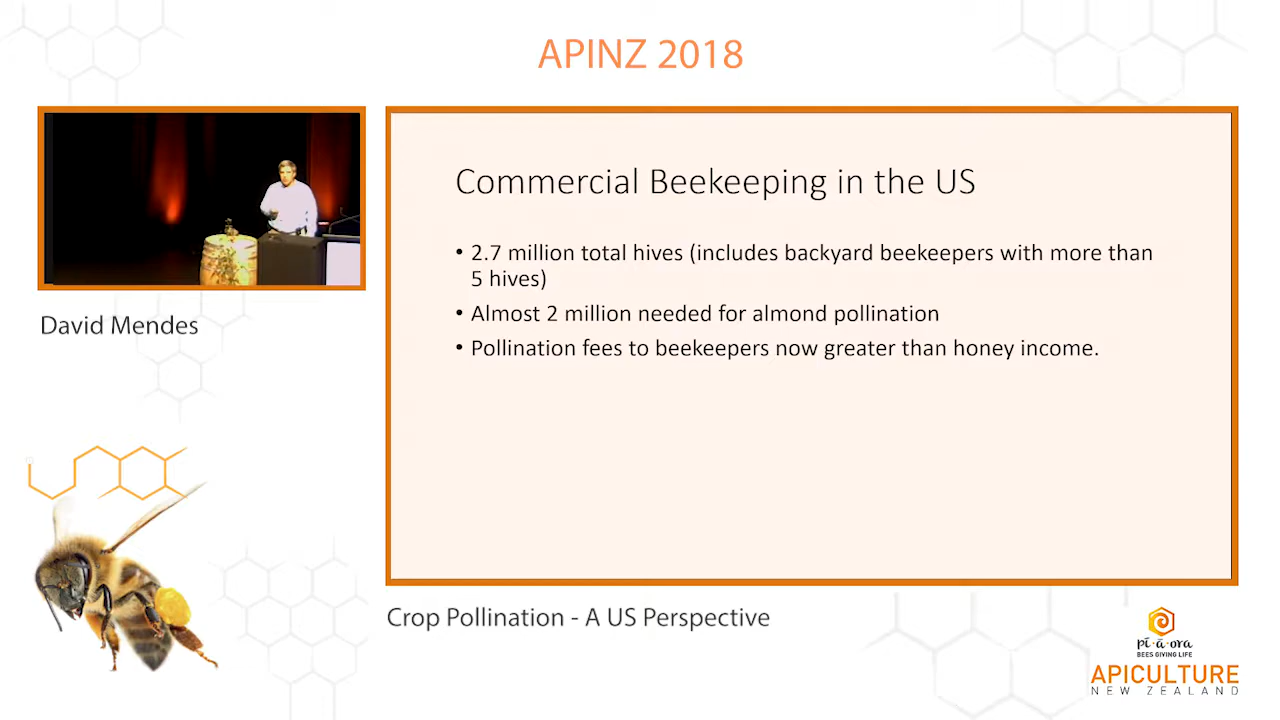 APINZ 2018
David Mendes
Commercial Beekeeping in the US
• 2.7 million total hives (includes backyard beekeepers with more than
5 hives)
• Almost 2 million needed for almond pollination
• Pollination fees to beekeepers now greater than honey income.
Crop Pollination - A US Perspective
pī-ā-ora
BEES GIVING LIFE
APICULTURE
NEW ZEALAND